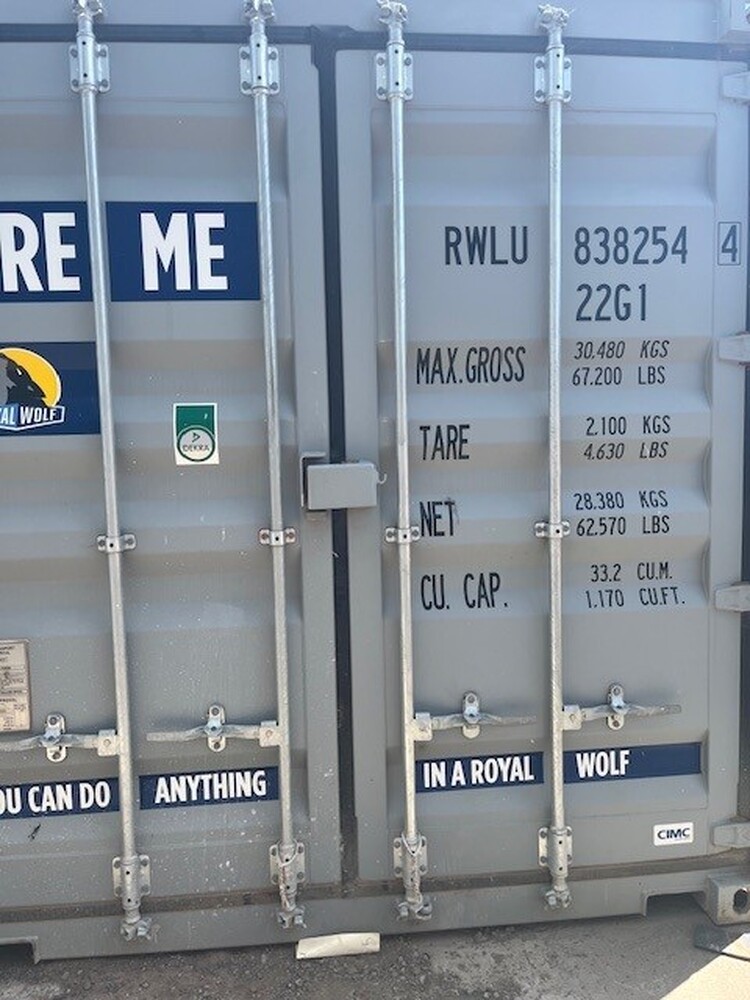 RE ME
RWLU 838254 4
22G1
MAX.GROSS 30.480 KGS
67.200 LBS
AL WOLF
DEKRA
TARE 2.100 KGS
4.630 LBS
NET 28.380 KGS
62.570 LBS
CU. CAP. 33.2 CU.M.
1.170 CU.FT.
OU CAN DO ANYTHING IN A ROYAL WOLF
CIMC